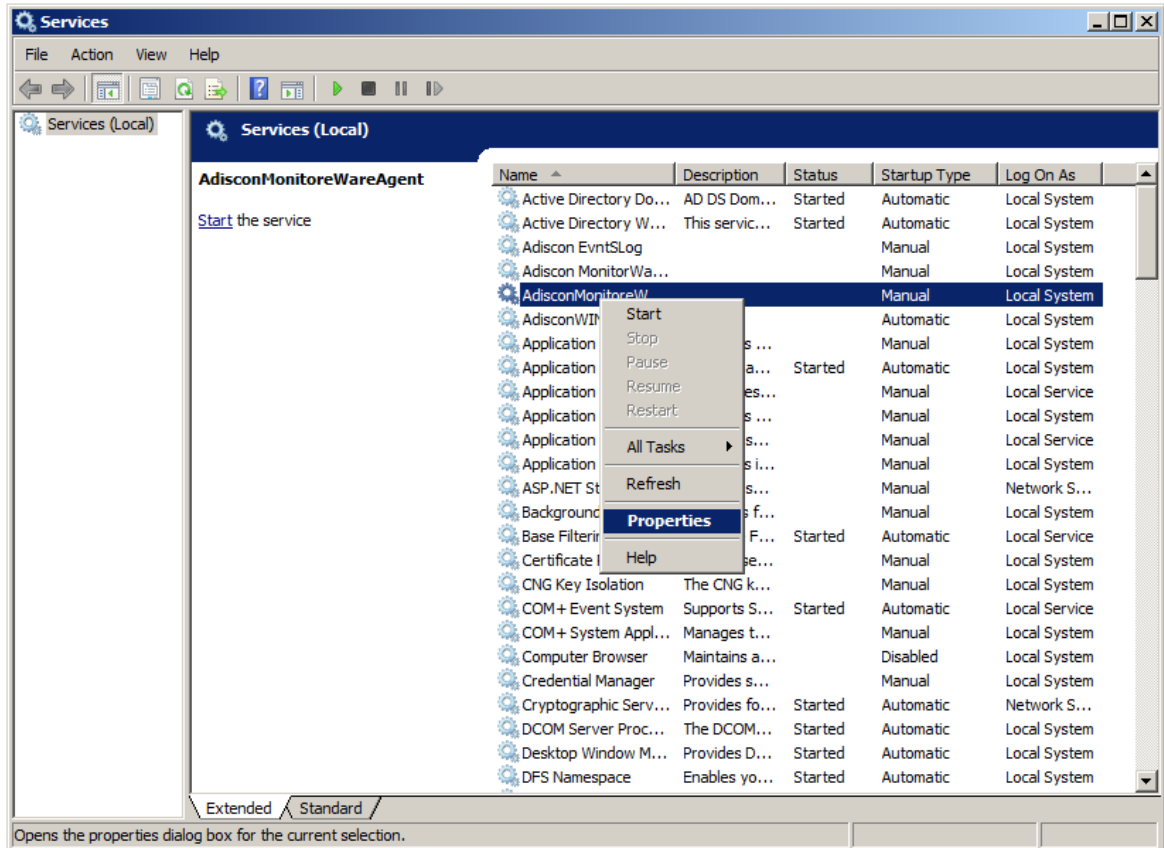 Services
File Action View Help
Services (Local)
Services (Local)
AdisconMonitoreWareAgent
Start the service
Name Description Status Startup Type Log On As
Active Directory Do... AD DS Dom... Started Automatic Local System
Active Directory W... This servic... Started Automatic Local System
Adiscon EvntSLog Manual Local System
Adiscon MonitorWa... Manual Local System
AdisconMonitoreW Manual Local System
AdisconWIN Automatic Local System
Application s ... Manual Local System
Application a... Started Automatic Local System
Application es... Manual Local Service
Application s ... Manual Local System
Application s... Manual Local Service
Application s i... Manual Local System
ASP.NET St s... Manual Network S...
Background s f... Manual Local System
Base Filterin F... Started Automatic Local Service
Certificate se... Manual Local System
CNG Key Isolation The CNG k... Manual Local System
COM+ Event System Supports S... Started Automatic Local Service
COM+ System Appl... Manages t... Manual Local System
Computer Browser Maintains a... Disabled Local System
Credential Manager Provides s... Manual Local System
Cryptographic Serv... Provides fo... Started Automatic Network S...
DCOM Server Proc... The DCOM... Started Automatic Local System
Desktop Window M... Provides D... Started Automatic Local System
DFS Namespace Enables yo... Started Automatic Local System
Start
Stop
Pause
Resume
Restart
All Tasks
Refresh
Properties
Help
Extended Standard
Opens the properties dialog box for the current selection.